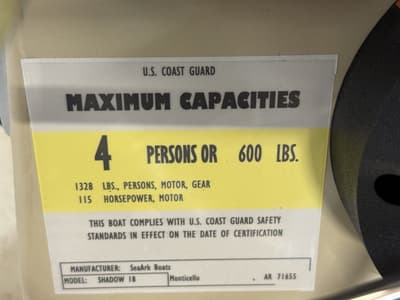 U.S. COAST GUARD
MAXIMUM CAPACITIES
4 PERSONS OR 600 LBS.
1328 LBS., PERSONS, MOTOR, GEAR
115 HORSEPOWER, MOTOR
THIS BOAT COMPLIES WITH U.S. COAST GUARD SAFETY
STANDARDS IN EFFECT ON THE DATE OF CERTIFICATION
MANUFACTURER: SeaArk Boats
MODEL: SHADOW 18 Monticello , AR 71655